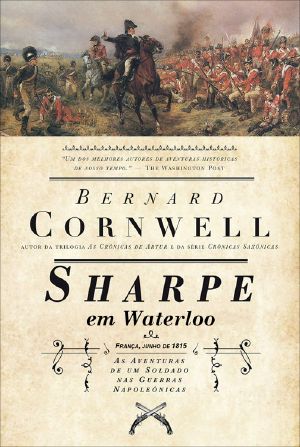 "Um dos melhores autores de aventuras históricas
de nosso tempo." — The Washington Post
Bernard
Cornwell
autor da trilogia As Crônicas de Artur e da série Crônicas Saxônicas
Sharpe
em Waterloo
França, junho de 1815
As Aventuras
de um Soldado
nas Guerras
Napoleônicas